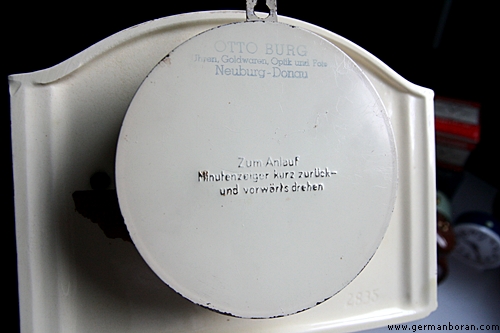 OTTO BURG
Uhren, Goldwaren, Optik und Foto
Neuburg-Donau
Zum Anlauf
Minutenzeiger kurz zurück-
und vorwärts drehen
2935
www.germanboran.com